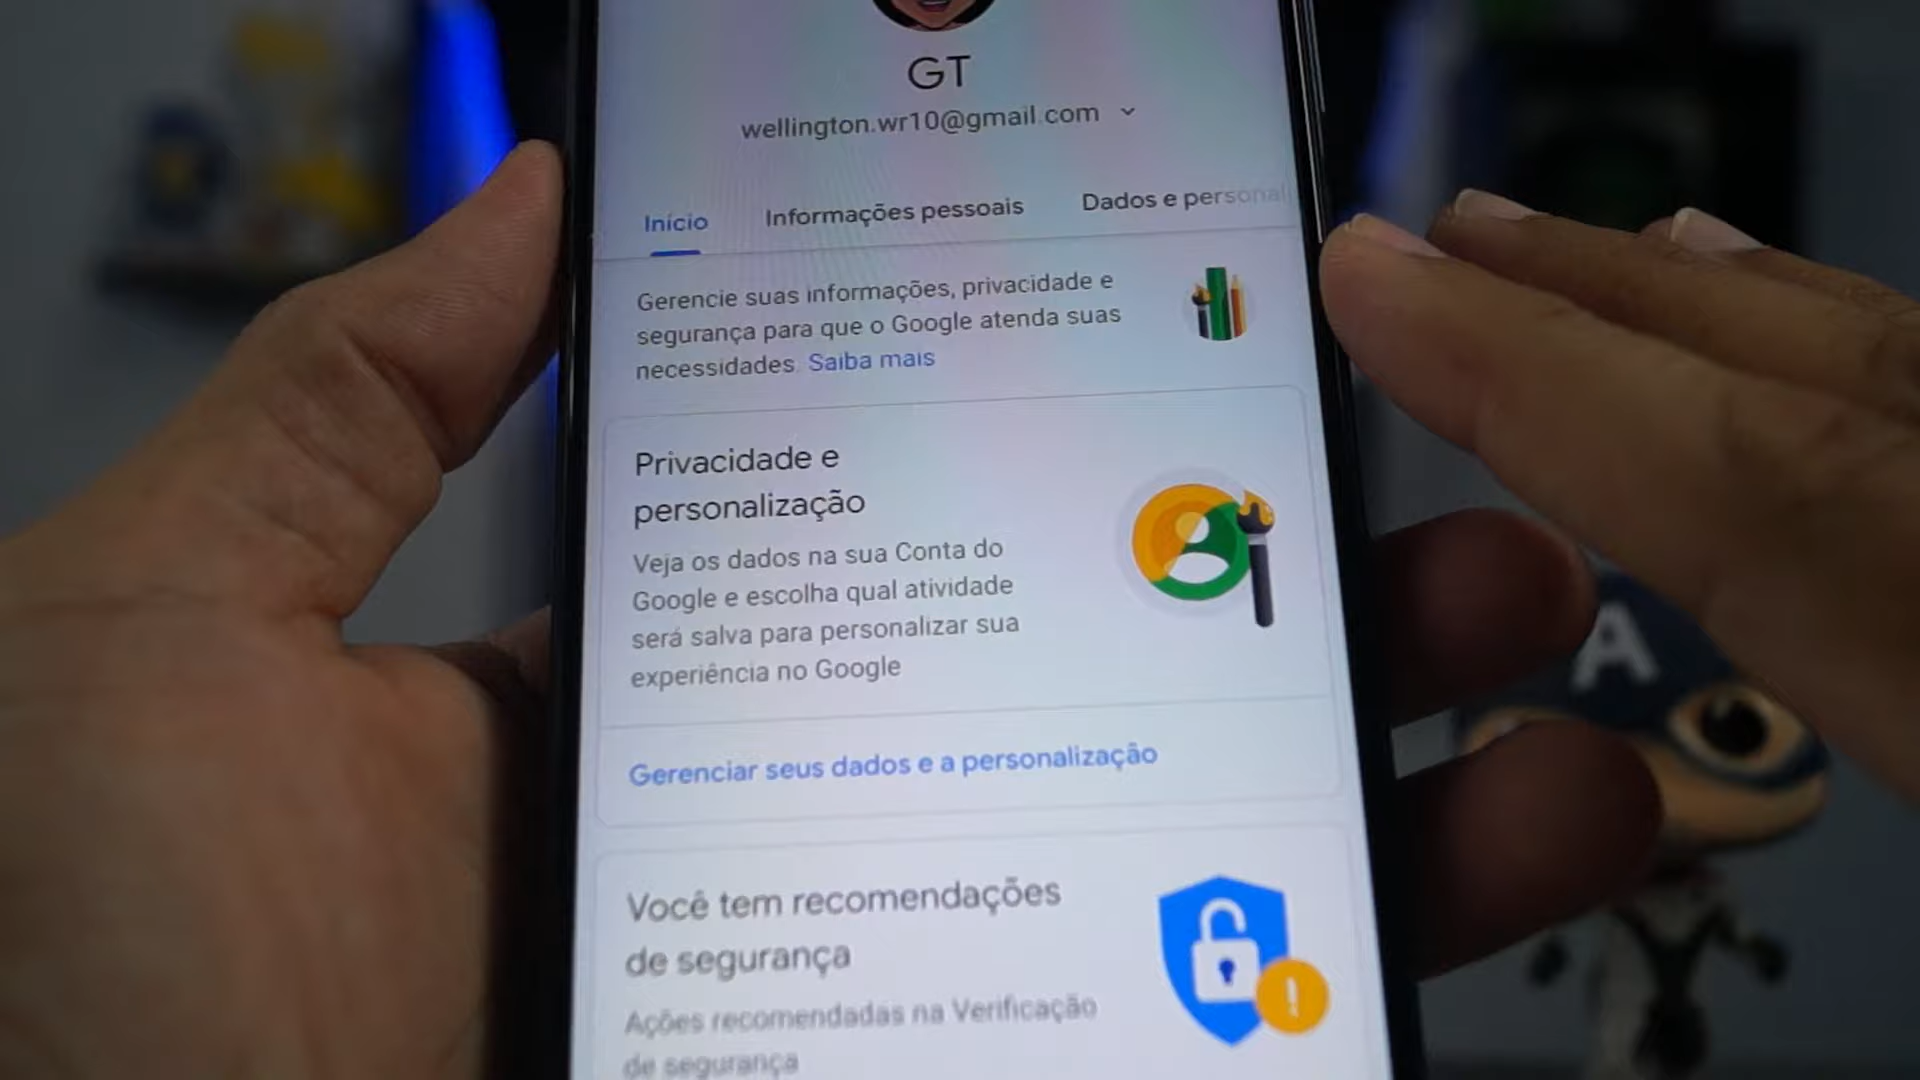 GT
wellington.wr10@gmail.com
Início
Informações pessoais
Dados e personali
Gerencie suas informações, privacidade e
segurança para que o Google atenda suas
necessidades. Saiba mais
Privacidade e
personalização
Veja os dados na sua Conta do
Google e escolha qual atividade
será salva para personalizar sua
experiência no Google
Gerenciar seus dados e a personalização
Você tem recomendações
de segurança
Ações recomendadas na Verificação
de segurança
A